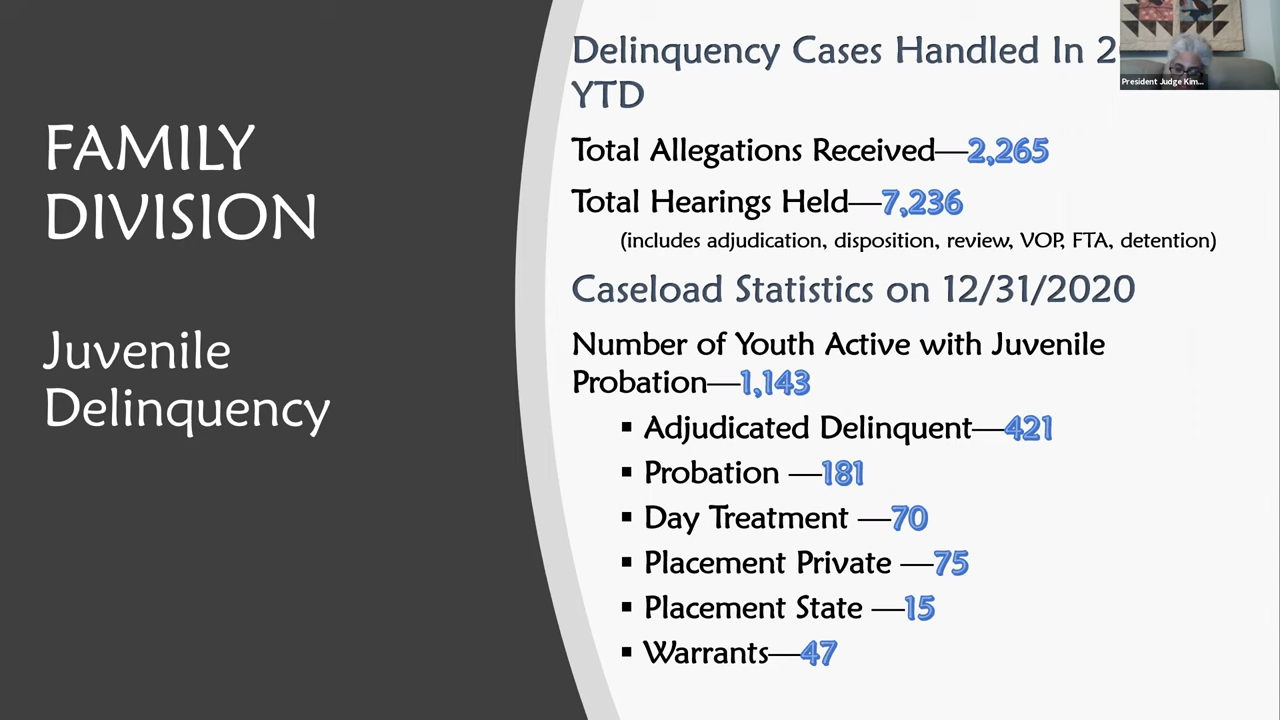 FAMILY
DIVISION
Juvenile
Delinquency
Delinquency Cases Handled In 2
YTD
Total Allegations Received—2,265
Total Hearings Held—7,236
(includes adjudication, disposition, review, VOP, FTA, detention)
Caseload Statistics on 12/31/2020
Number of Youth Active with Juvenile
Probation—1,143
▪ Adjudicated Delinquent—421
▪ Probation —181
▪ Day Treatment —70
▪ Placement Private —75
▪ Placement State —15
▪ Warrants—47
President Judge Kim...